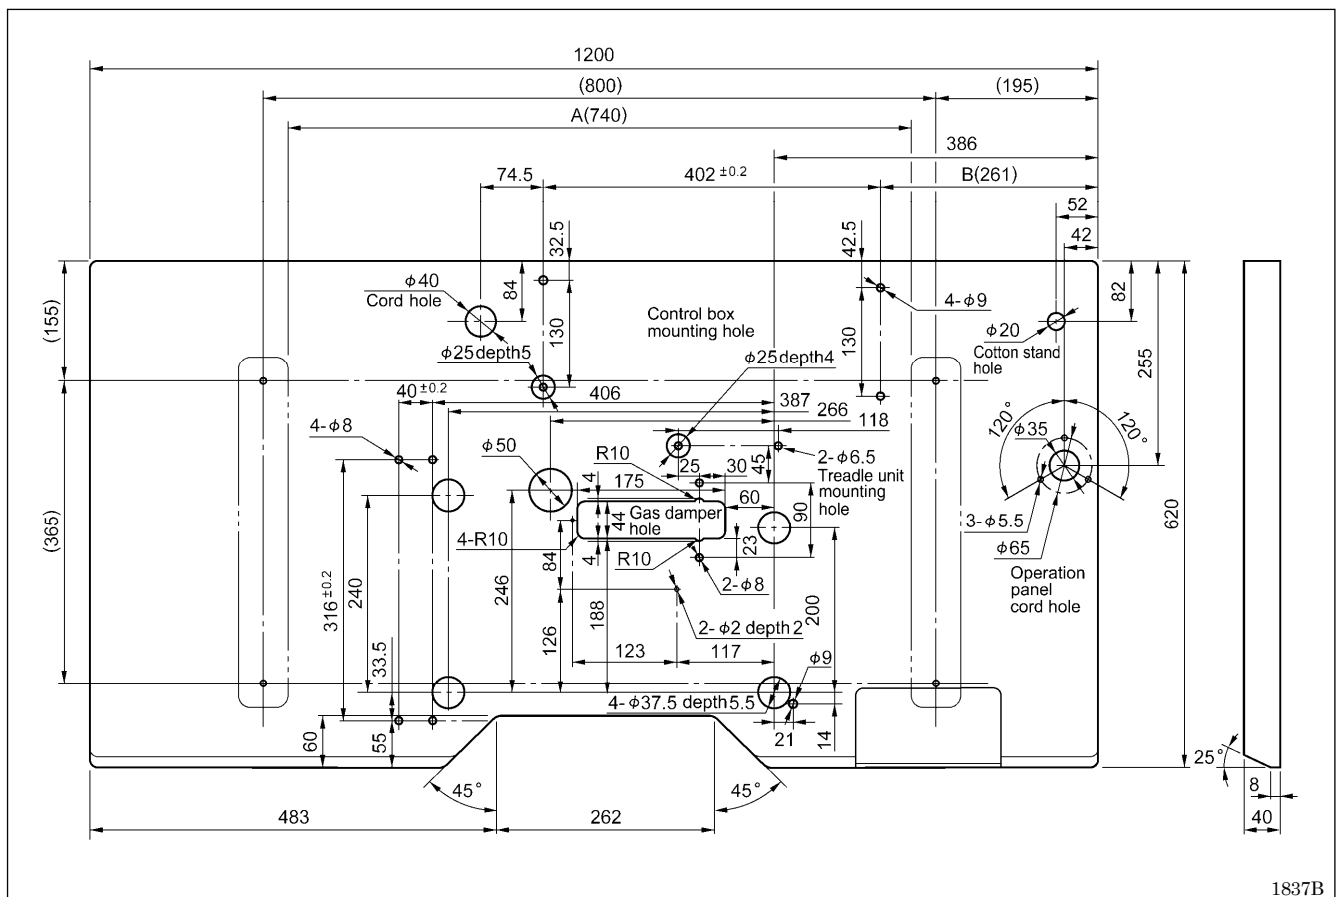 1200
(800)
(195)
A(740)
386
74.5
402 ±0.2
B(261)
52
42
32.5
42.5
φ40
Cord hole
84
Control box
mounting hole
4-φ9
82
(155)
130
130
φ20
Cotton stand
hole
255
φ25depth5
φ25depth4
40±0.2
406
387
266
118
120°
120°
4-φ8
φ35
φ50
R10
25
30
45
2-φ6.5
Treadle unit
mounting
hole
4
175
60
90
44
Gas damper
hole
620
(365)
3-φ5.5
4-R10
23
φ65
84
4
R10
2-φ8
Operation
panel
cord hole
316±0.2
240
246
188
200
126
2-φ2 depth2
33.5
123
117
φ9
4-φ37.5 depth5.5
60
55
21
14
25°
45°
45°
8
483
262
40
1837B